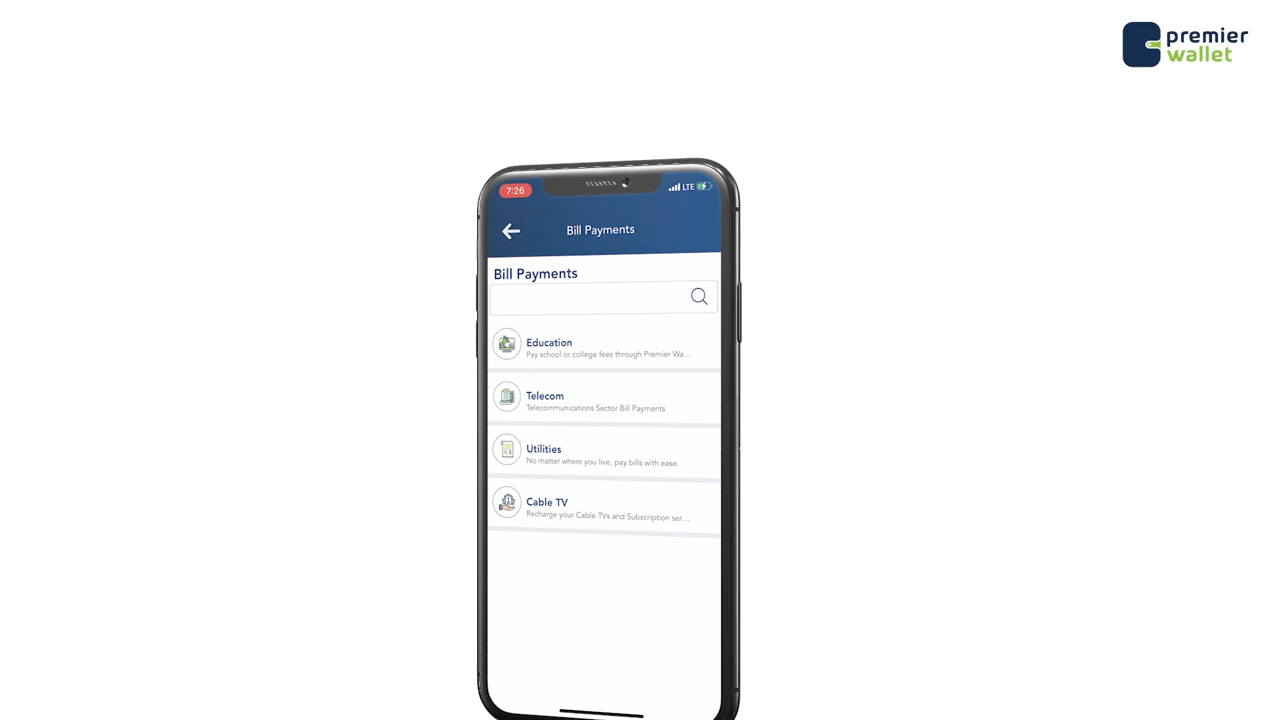 premier
wallet
7:26
LTE
Bill Payments
Bill Payments
Education
Pay school or college fees through Premier Wa...
Telecom
Telecommunications Sector Bill Payments
Utilities
No matter where you live, pay bills with ease.
Cable TV
Recharge your Cable TVs and Subscription ser...